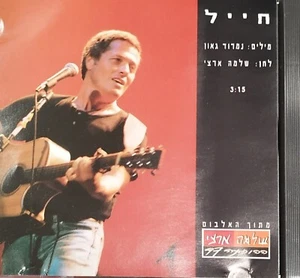 חייל
מילים: נמרוד גאון
לחן: שלמה ארצי
3:15
מתוך האלבום
שלמה ארצי